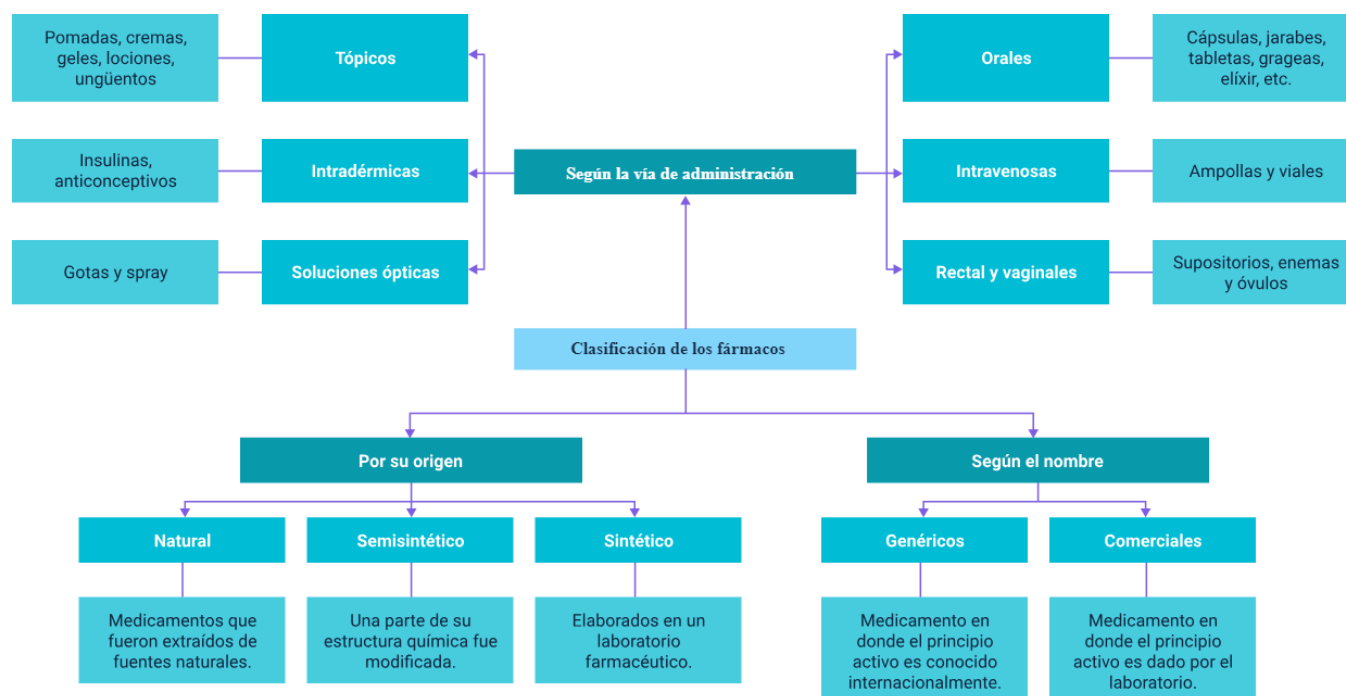 Pomadas, cremas,
geles, lociones,
ungüentos
Tópicos
Orales
Cápsulas, jarabes,
tabletas, grageas,
elíxir, etc.
Insulinas,
anticonceptivos
Intradérmicas
Según la vía de administración
Intravenosas
Ampollas y viales
Gotas y spray
Soluciones ópticas
Rectal y vaginales
Supositorios, enemas
y óvulos
Clasificación de los fármacos
Por su origen
Según el nombre
Natural
Semisintético
Sintético
Genéricos
Comerciales
Medicamentos que
fueron extraídos de
fuentes naturales.
Una parte de su
estructura química fue
modificada.
Elaborados en un
laboratorio
farmacéutico.
Medicamento en
donde el principio
activo es conocido
internacionalmente.
Medicamento en
donde el principio
activo es dado por el
laboratorio.